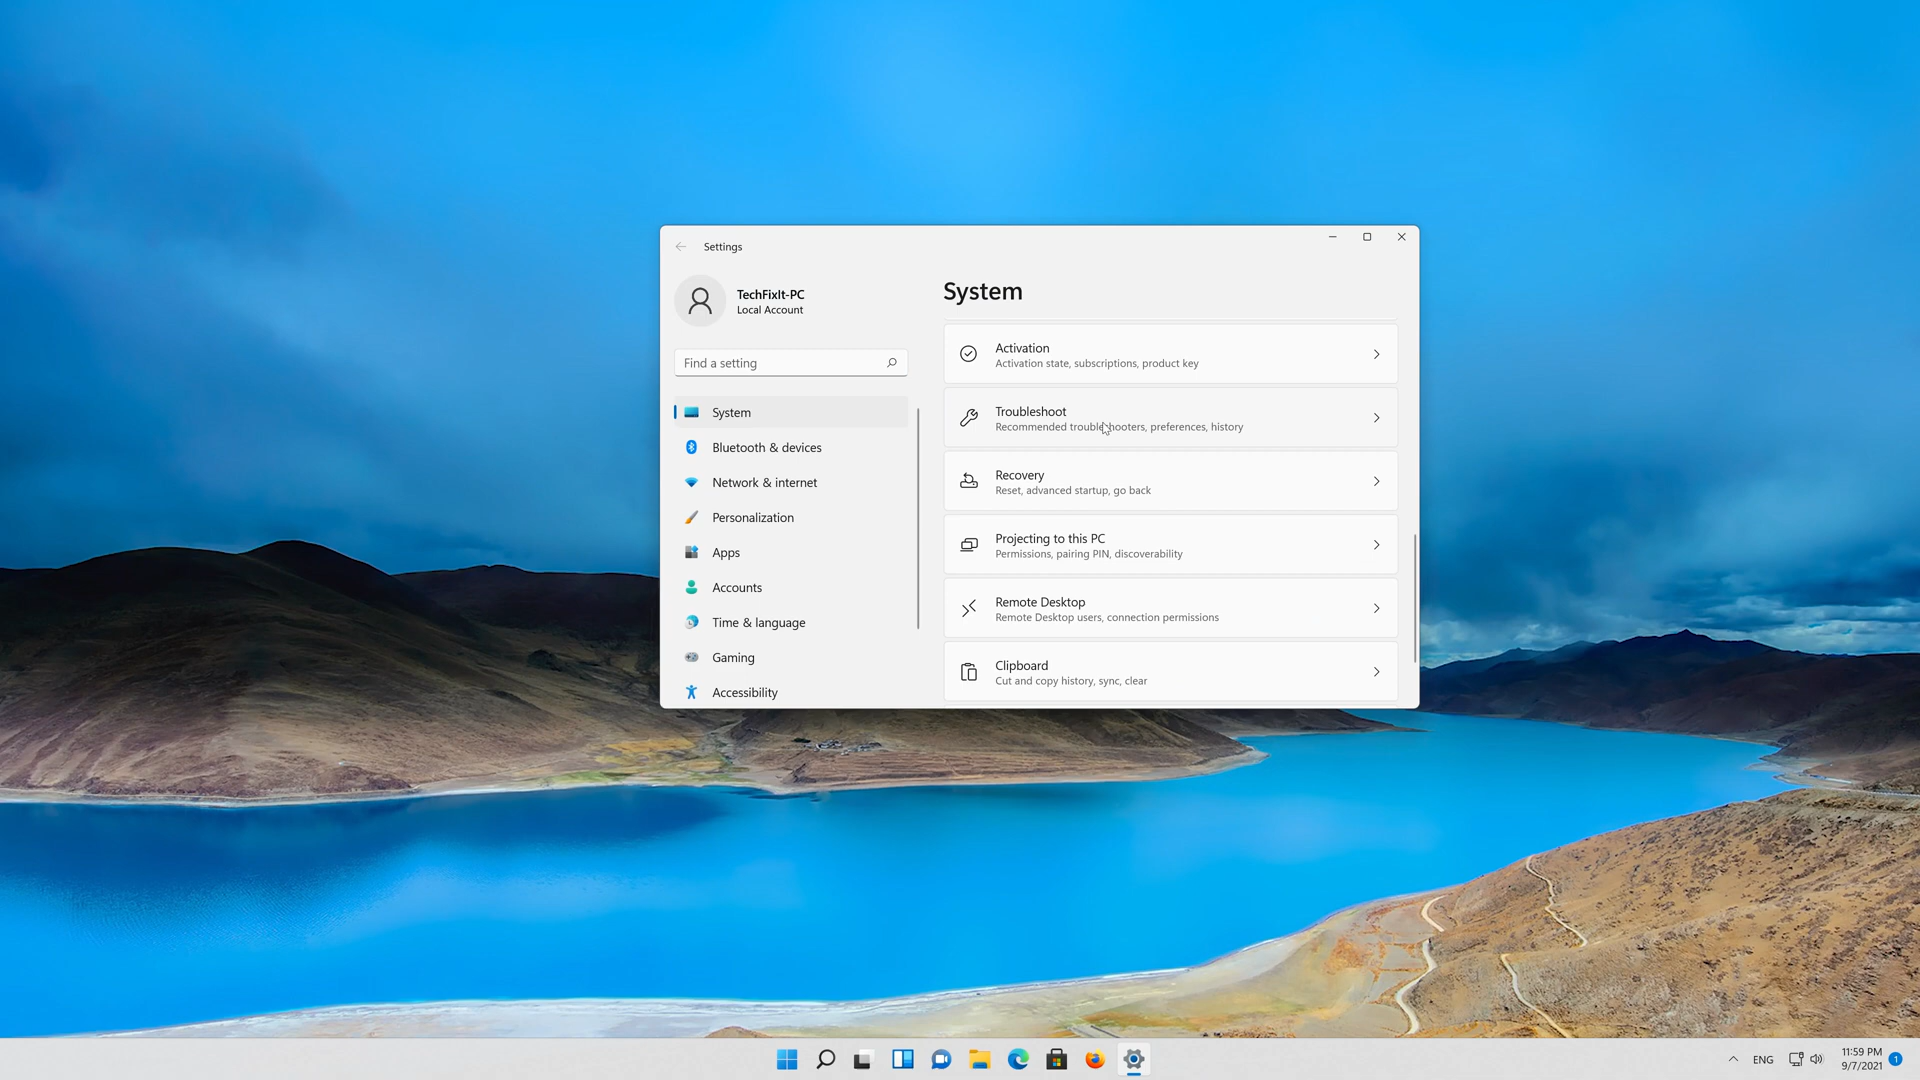 Settings
TechFixIt-PC
Local Account
Find a setting
System
Bluetooth & devices
Network & internet
Personalization
Apps
Accounts
Time & language
Gaming
Accessibility
System
Activation
Activation state, subscriptions, product key
Troubleshoot
Recommended troubleshooters, preferences, history
Recovery
Reset, advanced startup, go back
Projecting to this PC
Permissions, pairing PIN, discoverability
Remote Desktop
Remote Desktop users, connection permissions
Clipboard
Cut and copy history, sync, clear
ENG
11:59 PM
9/7/2021
1